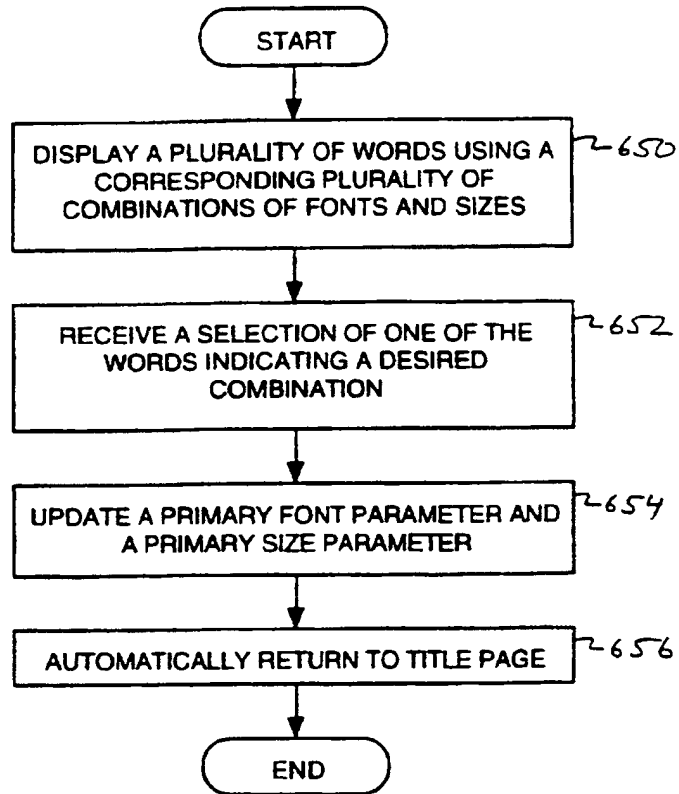 START
DISPLAY A PLURALITY OF WORDS USING A
CORRESPONDING PLURALITY OF
COMBINATIONS OF FONTS AND SIZES
650
RECEIVE A SELECTION OF ONE OF THE
WORDS INDICATING A DESIRED
COMBINATION
652
UPDATE A PRIMARY FONT PARAMETER AND
A PRIMARY SIZE PARAMETER
654
AUTOMATICALLY RETURN TO TITLE PAGE
656
END